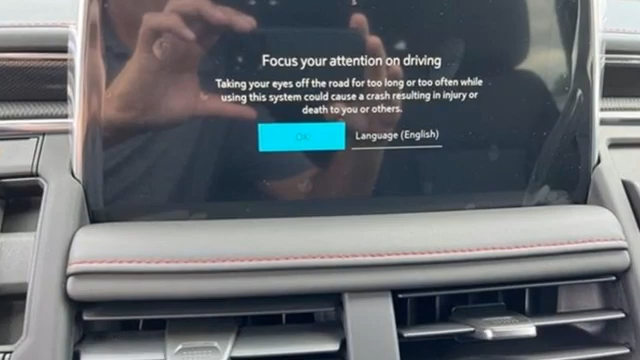 Focus your attention on driving
Taking your eyes off the road for too long or too often while
using this system could cause a crash resulting in injury or
death to you or others.
OK Language (English)